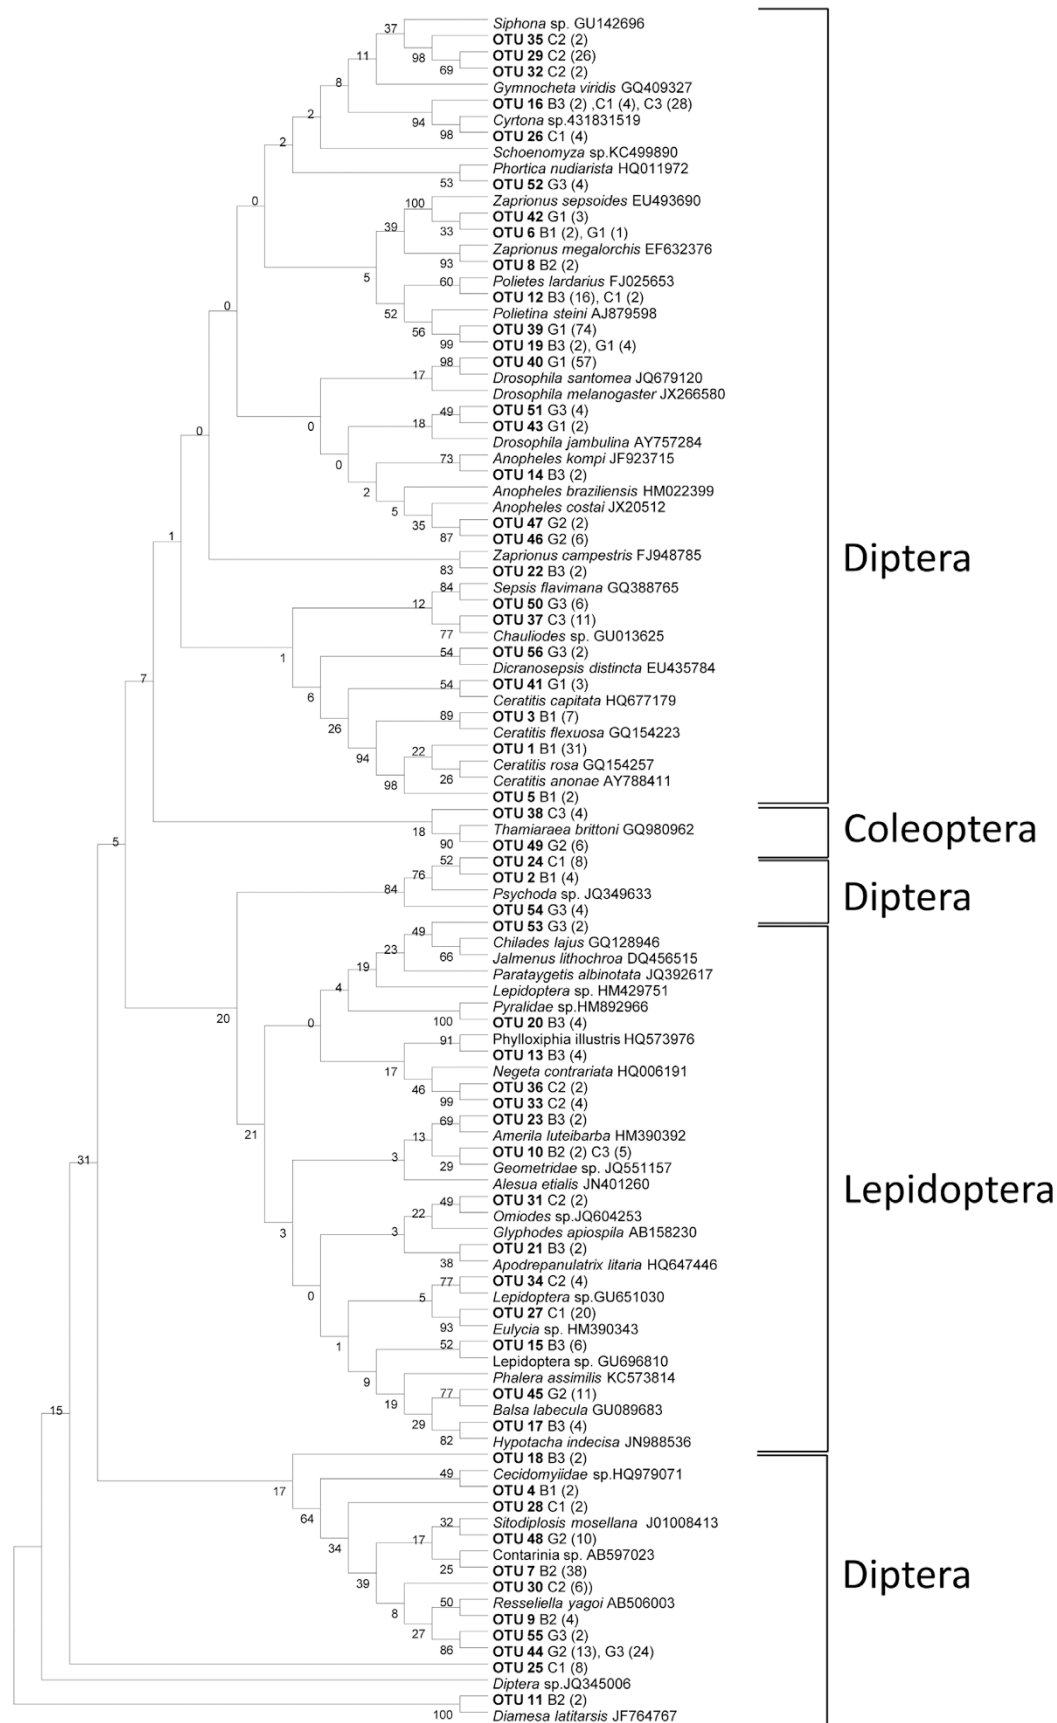 Siphona sp. GU142696
OTU 35 C2 (2)
OTU 29 C2 (26)
OTU 32 C2 (2)
Gymnocheta viridis GQ409327
OTU 16 B3 (2) ,C1 (4), C3 (28)
Cyrtona sp.431831519
OTU 26 C1 (4)
Schoenomyza sp.KC499890
Phortica nudiarista HQ011972
OTU 52 G3 (4)
Zaprionus sepsoides EU493690
OTU 42 G1 (3)
OTU 6 B1 (2), G1 (1)
Zaprionus megalorchis EF632376
OTU 8 B2 (2)
Polietes lardarius FJ025653
OTU 12 B3 (16), C1 (2)
Polietina steini AJ879598
OTU 39 G1 (74)
OTU 19 B3 (2), G1 (4)
OTU 40 G1 (57)
Drosophila santomea JQ679120
Drosophila melanogaster JX266580
OTU 51 G3 (4)
OTU 43 G1 (2)
Drosophila jambulina AY757284
Anopheles kompi JF923715
OTU 14 B3 (2)
Anopheles braziliensis HM022399
Anopheles costai JX20512
OTU 47 G2 (2)
OTU 46 G2 (6)
Zaprionus campestris FJ948785
OTU 22 B3 (2)
Sepsis flavimana GQ388765
OTU 50 G3 (6)
OTU 37 C3 (11)
Chauliodes sp. GU013625
OTU 56 G3 (2)
Dicranosepsis distincta EU435784
OTU 41 G1 (3)
Ceratitis capitata HQ677179
OTU 3 B1 (7)
Ceratitis flexuosa GQ154223
OTU 1 B1 (31)
Ceratitis rosa GQ154257
Ceratitis anonae AY788411
OTU 5 B1 (2)
Diptera
OTU 38 C3 (4)
Thamiaraea brittoni GQ980962
OTU 49 G2 (6)
Coleoptera
OTU 24 C1 (8)
OTU 2 B1 (4)
Psychoda sp. JQ349633
OTU 54 G3 (4)
Diptera
OTU 53 G3 (2)
Chilades lajus GQ128946
Jalmenus lithochroa DQ456515
Parataygetis albinotata JQ392617
Lepidoptera sp. HM429751
Pyralidae sp.HM892966
OTU 20 B3 (4)
Phylloxiphia illustris HQ573976
OTU 13 B3 (4)
Negeta contrariata HQ006191
OTU 36 C2 (2)
OTU 33 C2 (4)
OTU 23 B3 (2)
Amerila luteibarba HM390392
OTU 10 B2 (2) C3 (5)
Geometridae sp. JQ551157
Alesua etialis JN401260
OTU 31 C2 (2)
Omiodes sp.JQ604253
Glyphodes apiospila AB158230
OTU 21 B3 (2)
Apodrepanulatrix litaria HQ647446
OTU 34 C2 (4)
Lepidoptera sp.GU651030
OTU 27 C1 (20)
Eulycia sp. HM390343
OTU 15 B3 (6)
Lepidoptera sp. GU696810
Phalera assimilis KC573814
OTU 45 G2 (11)
Balsa labecula GU089683
OTU 17 B3 (4)
Hypotacha indecisa JN988536
Lepidoptera
OTU 18 B3 (2)
Cecidomyiidae sp.HQ979071
OTU 4 B1 (2)
OTU 28 C1 (2)
Sitodiplosis mosellana J01008413
OTU 48 G2 (10)
Contarinia sp. AB597023
OTU 7 B2 (38)
OTU 30 C2 (6))
Resseliella yagoi AB506003
OTU 9 B2 (4)
OTU 55 G3 (2)
OTU 44 G2 (13), G3 (24)
OTU 25 C1 (8)
Diptera sp.JQ345006
OTU 11 B2 (2)
Diamesa latitarsis JF764767
Diptera
37
98
69
11
8
94
98
2
2
53
0
100
33
39
93
5
60
52
56
99
0
98
17
0
49
18
0
73
2
5
35
87
0
83
1
84
12
77
1
54
6
54
26
89
94
22
26
98
7
18
90
5
52
76
84
20
49
66
23
19
4
100
0
91
17
46
99
21
69
13
29
3
3
49
22
3
38
0
77
5
93
1
52
9
77
19
29
82
31
15
17
49
64
34
32
17
25
39
8
50
27
86
100